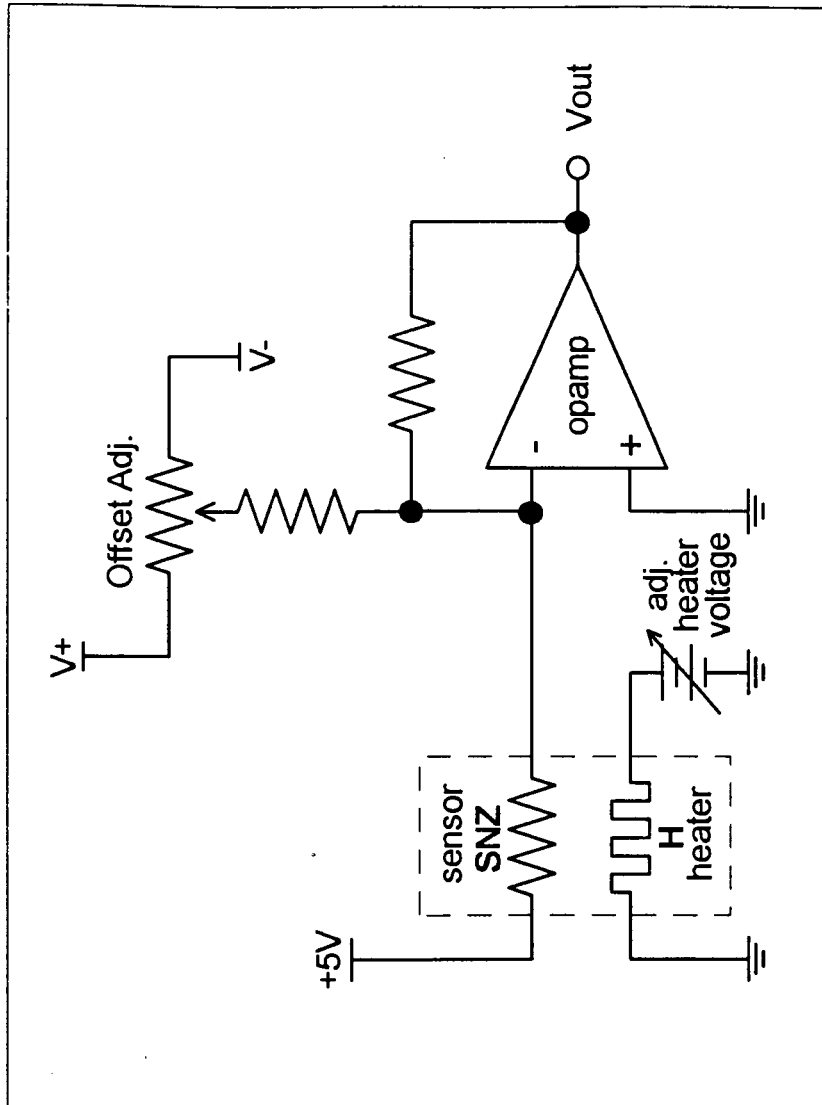 V+
Offset Adj.
V-
+5V
sensor
SNZ
H
heater
adj.
heater
voltage
-
+
opamp
Vout